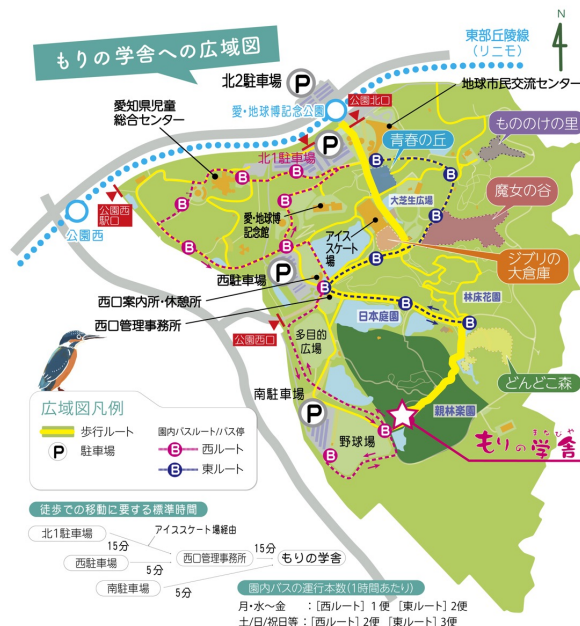 もりの学舎への広域図
N
4
東部丘陵線
(リニモ)
北2駐車場
P
公園北口
地球市民交流センター
愛・地球博記念公園
愛知県児童
総合センター
P
北1駐車場
青春の丘
もののけの里
B
B
B
B
B
公園西
駅口
大芝生広場
魔女の谷
公園西
B
愛・地球博
記念館
アイス
スケート
場
B
B
B
ジブリの
大倉庫
西駐車場
P
西口案内所・休憩所
B
林床花園
西口管理事務所
B
日本庭園
B
公園西口
多目的
広場
どんどこ森
南駐車場
P
親林楽園
野球場
B
まなびや
もりの学舎
B
広域図凡例
歩行ルート
園内バスルート/バス停
P 駐車場
B 西ルート
B 東ルート
徒歩での移動に要する標準時間
北1駐車場
アイススケート場経由
15分
西駐車場
5分
西口管理事務所
15分
もりの学舎
南駐車場
5分
園内バスの運行本数(1時間あたり)
月・水~金 :[西ルート] 1便 [東ルート] 2便
土/日/祝日等:[西ルート] 2便 [東ルート] 3便